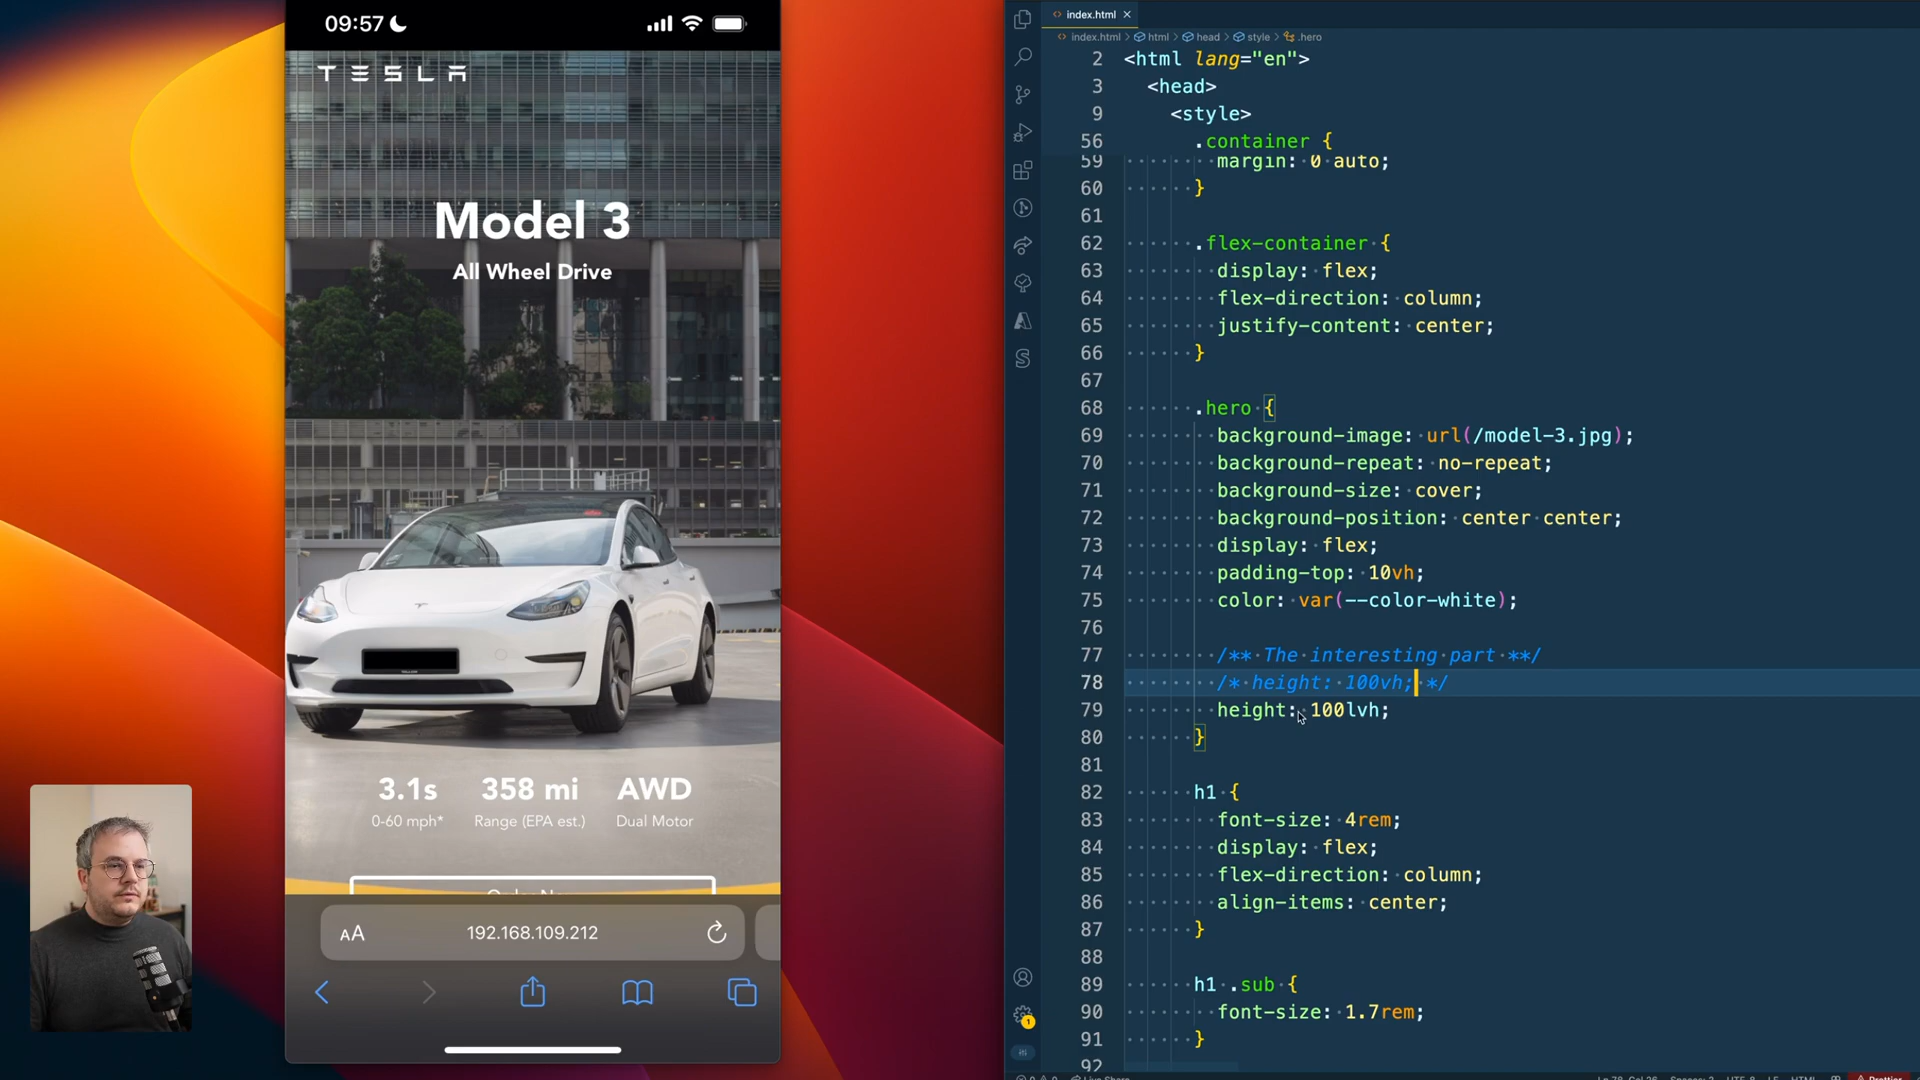 09:57
TESLA
Model 3
All Wheel Drive
3.1s 358 mi AWD
0-60 mph* Range (EPA est.) Dual Motor
AA 192.168.109.212
index.html
index.html html head style .hero
2 <html lang="en">
3 <head>
9 <style>
56 .container {
59 margin: 0 auto;
60 }
61
62 .flex-container {
63 display: flex;
64 flex-direction: column;
65 justify-content: center;
66 }
67
68 .hero {
69 background-image: url(/model-3.jpg);
70 background-repeat: no-repeat;
71 background-size: cover;
72 background-position: center center;
73 display: flex;
74 padding-top: 10vh;
75 color: var(--color-white);
76
77 /** The interesting part **/
78 /* height: 100vh; */
79 height: 100lvh;
80 }
81
82 h1 {
83 font-size: 4rem;
84 display: flex;
85 flex-direction: column;
86 align-items: center;
87 }
88
89 h1 .sub {
90 font-size: 1.7rem;
91 }
92
1